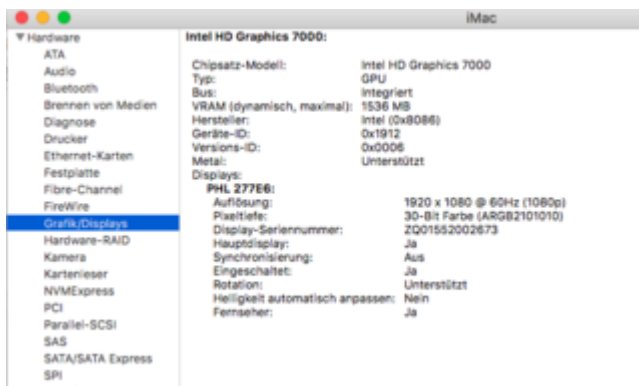 iMac
Hardware
ATA
Audio
Bluetooth
Brennen von Medien
Diagnose
Drucker
Ethernet-Karten
Festplatte
Fibre-Channel
FireWire
Grafik/Displays
Hardware-RAID
Kamera
Kartenleser
NVMExpress
PCI
Parallel-SCSI
SAS
SATA/SATA Express
SPI
Intel HD Graphics 7000:
Chipsatz-Modell: Intel HD Graphics 7000
Typ: GPU
Bus: Integriert
VRAM (dynamisch, maximal): 1536 MB
Hersteller: Intel (0x8086)
Geräte-ID: 0x1912
Versions-ID: 0x0006
Metal: Unterstützt
Displays:
PHL 277E6:
Auflösung: 1920 x 1080 @ 60Hz (1080p)
Pixeltiefe: 30-Bit Farbe (ARGB2101010)
Display-Seriennummer: ZQ01552002673
Hauptdisplay: Ja
Synchronisierung: Aus
Eingeschaltet: Ja
Rotation: Unterstützt
Helligkeit automatisch anpassen: Nein
Fernseher: Ja